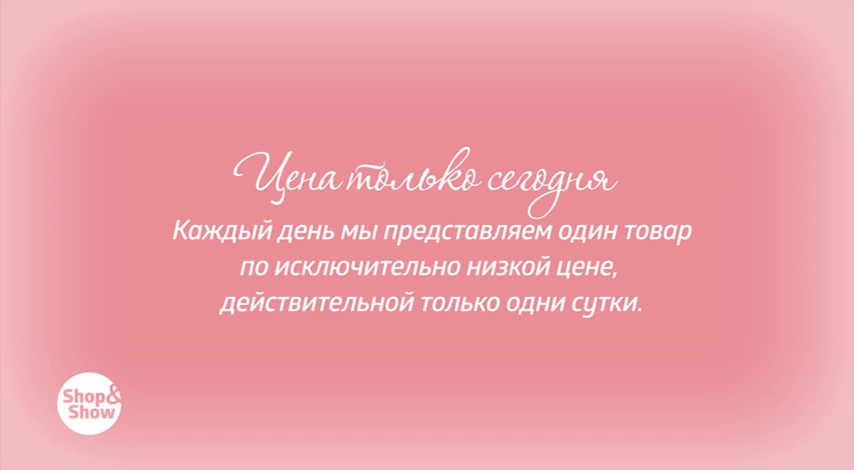 Цена только сегодня
Каждый день мы представляем один товар
по исключительно низкой цене,
действительной только одни сутки.
Shop&
Show